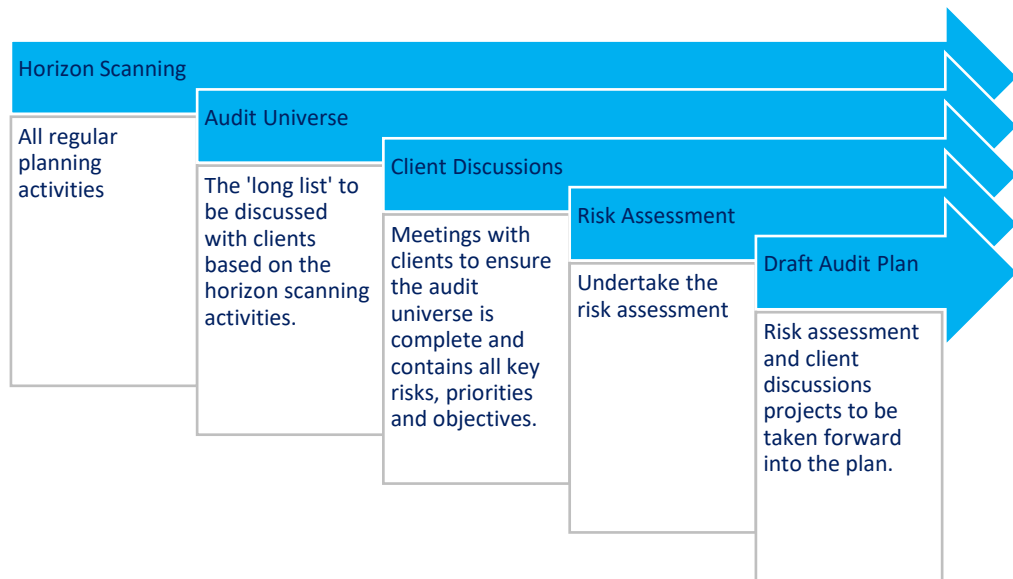 Horizon Scanning
All regular
planning
activities
Audit Universe
The 'long list' to
be discussed
with clients
based on the
horizon scanning
activities.
Client Discussions
Meetings with
clients to ensure
the audit
universe is
complete and
contains all key
risks, priorities
and objectives.
Risk Assessment
Undertake the
risk assessment
Draft Audit Plan
Risk assessment
and client
discussions
projects to be
taken forward
into the plan.